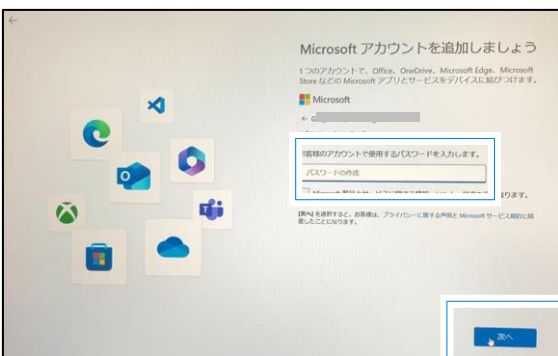 Microsoft アカウントを追加しましょう
1 つのアカウントで、Office、OneDrive、Microsoft Edge、Microsoft
Store などの Microsoft アプリとサービスをデバイスに結びつけます。
Microsoft
お客様のアカウントで使用するパスワードを入力します。
パスワードの作成
[次へ] を選択すると、お客様は、プライバシーに関する声明と Microsoft サービス規約に同
意したことになります。
次へ